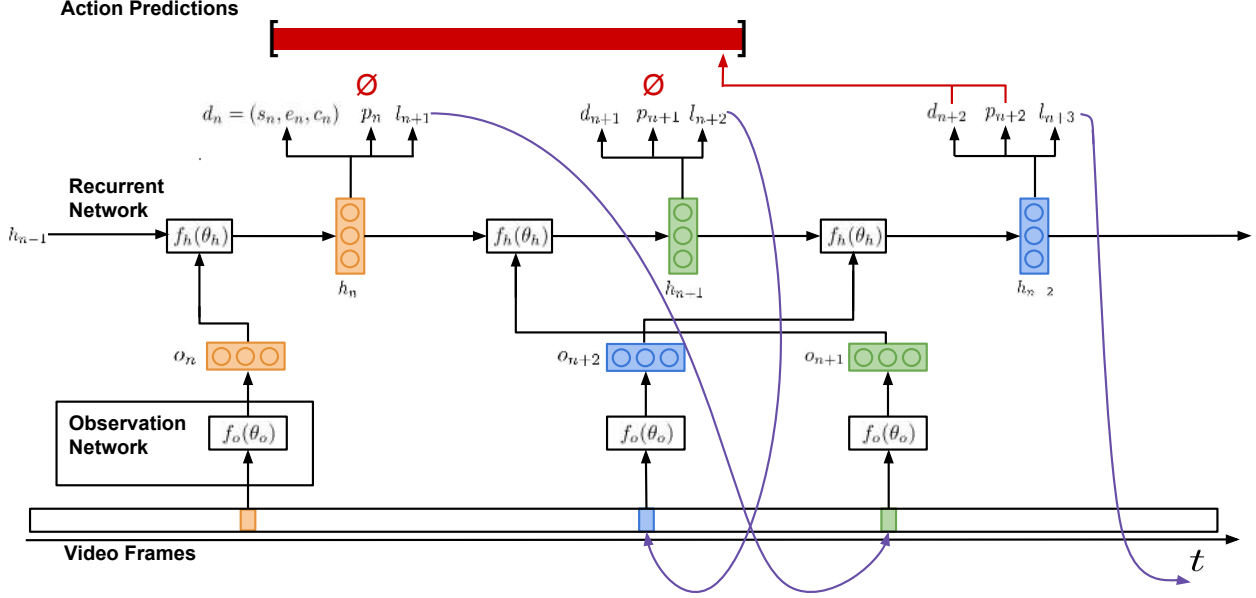 Action Predictions
Ø Ø
d_n = (s_n, e_n, c_n) p_n l_{n+1} d_{n+1} p_{n+1} l_{n+2} d_{n+2} p_{n+2} l_{n+3}
Recurrent
Network
h_{n-1} f_h(θ_h) f_h(θ_h) f_h(θ_h)
h_n h_{n+1} h_{n 2}
o_n o_{n+2} o_{n+1}
Observation
Network
f_o(θ_o) f_o(θ_o) f_o(θ_o)
Video Frames
t